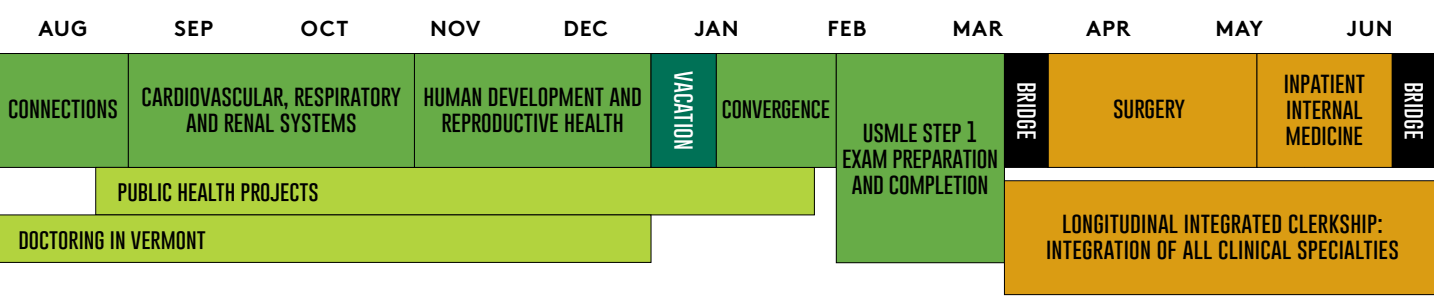 AUG SEP OCT NOV DEC JAN FEB MAR APR MAY JUN
CONNECTIONS
CARDIOVASCULAR, RESPIRATORY
AND RENAL SYSTEMS
HUMAN DEVELOPMENT AND
REPRODUCTIVE HEALTH
VACATION
CONVERGENCE
USMLE STEP 1
EXAM PREPARATION
AND COMPLETION
BRIDGE
SURGERY
INPATIENT
INTERNAL
MEDICINE
BRIDGE
PUBLIC HEALTH PROJECTS
DOCTORING IN VERMONT
LONGITUDINAL INTEGRATED CLERKSHIP:
INTEGRATION OF ALL CLINICAL SPECIALTIES